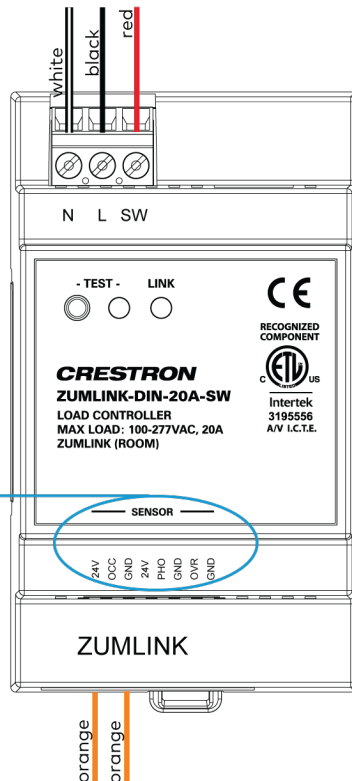 white
black
red
N L SW
- TEST - LINK
CE
RECOGNIZED
COMPONENT
C ETL US
LISTED
Intertek
3195556
A/V I.C.T.E.
CRESTRON
ZUMLINK-DIN-20A-SW
LOAD CONTROLLER
MAX LOAD: 100-277VAC, 20A
ZUMLINK (ROOM)
SENSOR
24V
OCC
GND
24V
PHO
GND
OVR
GND
ZUMLINK
orange
orange